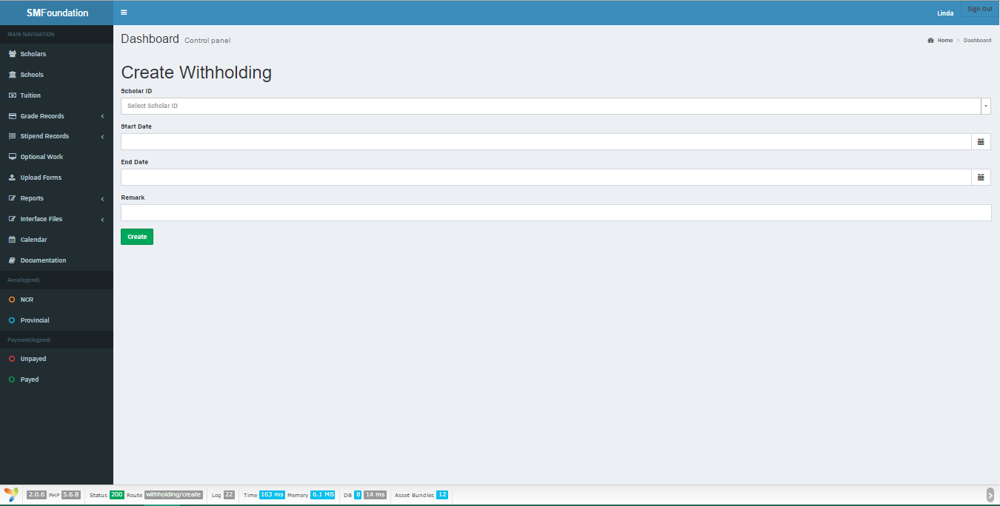 SMFoundation
Linda
Sign Out
MAIN NAVIGATION
Scholars
Schools
Tuition
Grade Records
Stipend Records
Optional Work
Upload Forms
Reports
Interface Files
Calendar
Documentation
Area(legend)
NCR
Provincial
Payment(legend)
Unpayed
Payed
Dashboard Control panel
Home > Dashboard
Create Withholding
Scholar ID
Select Scholar ID
Start Date
End Date
Remark
Create
2.0.6 PHP 5.6.8 Status 200 Route withholding/create Log 22 Time 163 ms Memory 6.1 MB DB 8 14 ms Asset Bundles 12